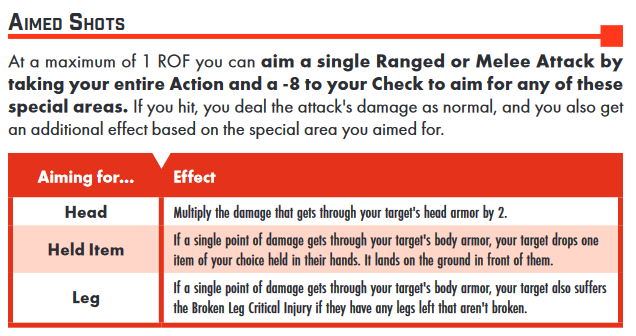 AIMED SHOTS
At a maximum of 1 ROF you can aim a single Ranged or Melee Attack by
taking your entire Action and a -8 to your Check to aim for any of these
special areas. If you hit, you deal the attack's damage as normal, and you also get
an additional effect based on the special area you aimed for.
Aiming for... Effect
Head Multiply the damage that gets through your target's head armor by 2.
Held Item If a single point of damage gets through your target's body armor, your target drops one
item of your choice held in their hands. It lands on the ground in front of them.
Leg If a single point of damage gets through your target's body armor, your target also suffers
the Broken Leg Critical Injury if they have any legs left that aren't broken.